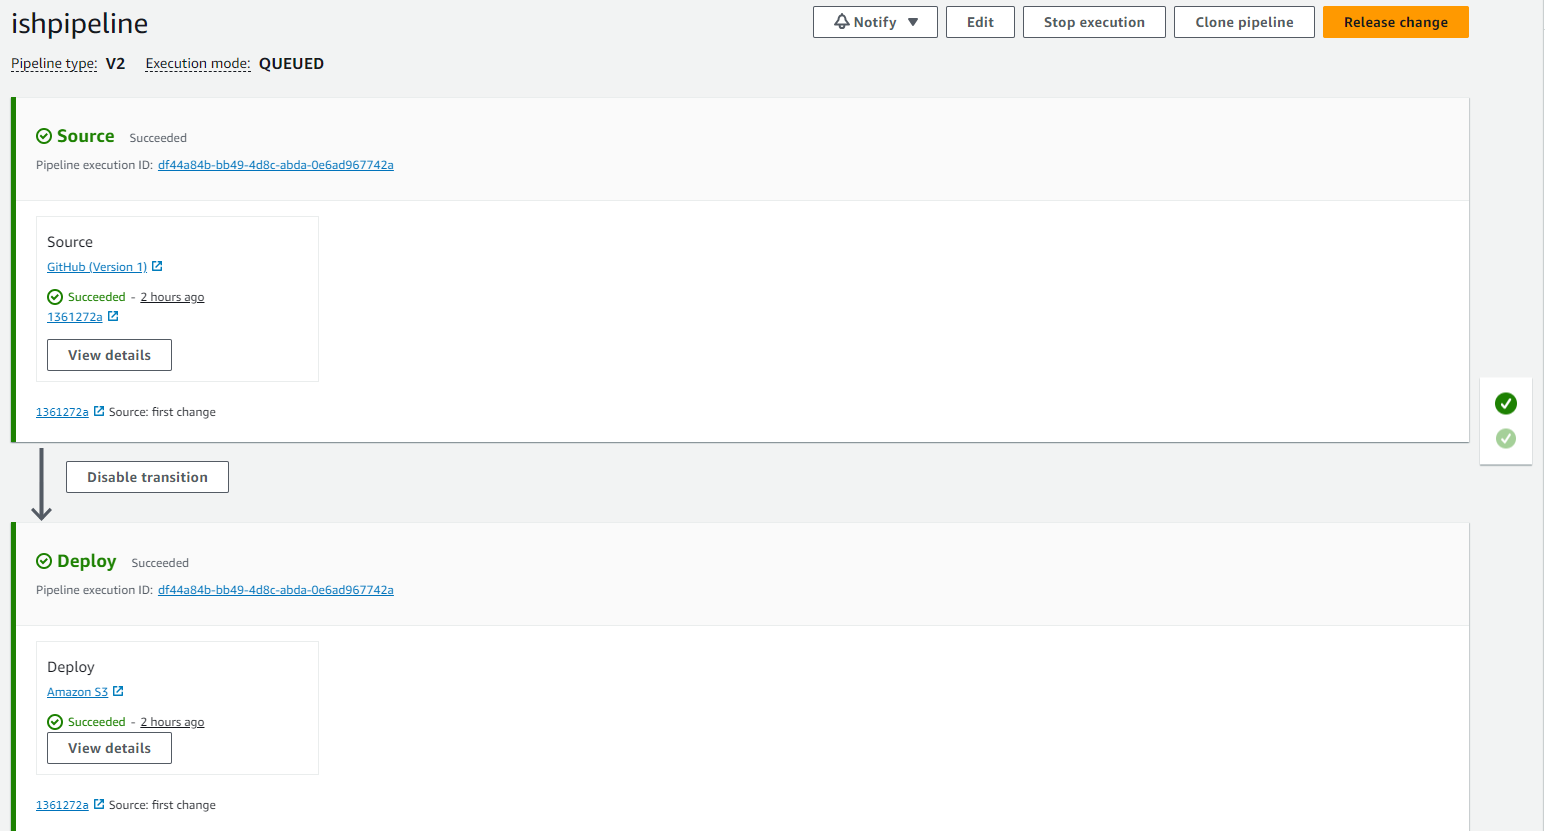 ishpipeline
Notify Edit Stop execution Clone pipeline Release change
Pipeline type: V2 Execution mode: QUEUED
Source Succeeded
Pipeline execution ID: df44a84b-bb49-4d8c-abda-0e6ad967742a
Source
GitHub (Version 1)
Succeeded - 2 hours ago
1361272a
View details
1361272a Source: first change
Disable transition
Deploy Succeeded
Pipeline execution ID: df44a84b-bb49-4d8c-abda-0e6ad967742a
Deploy
Amazon S3
Succeeded - 2 hours ago
View details
1361272a Source: first change